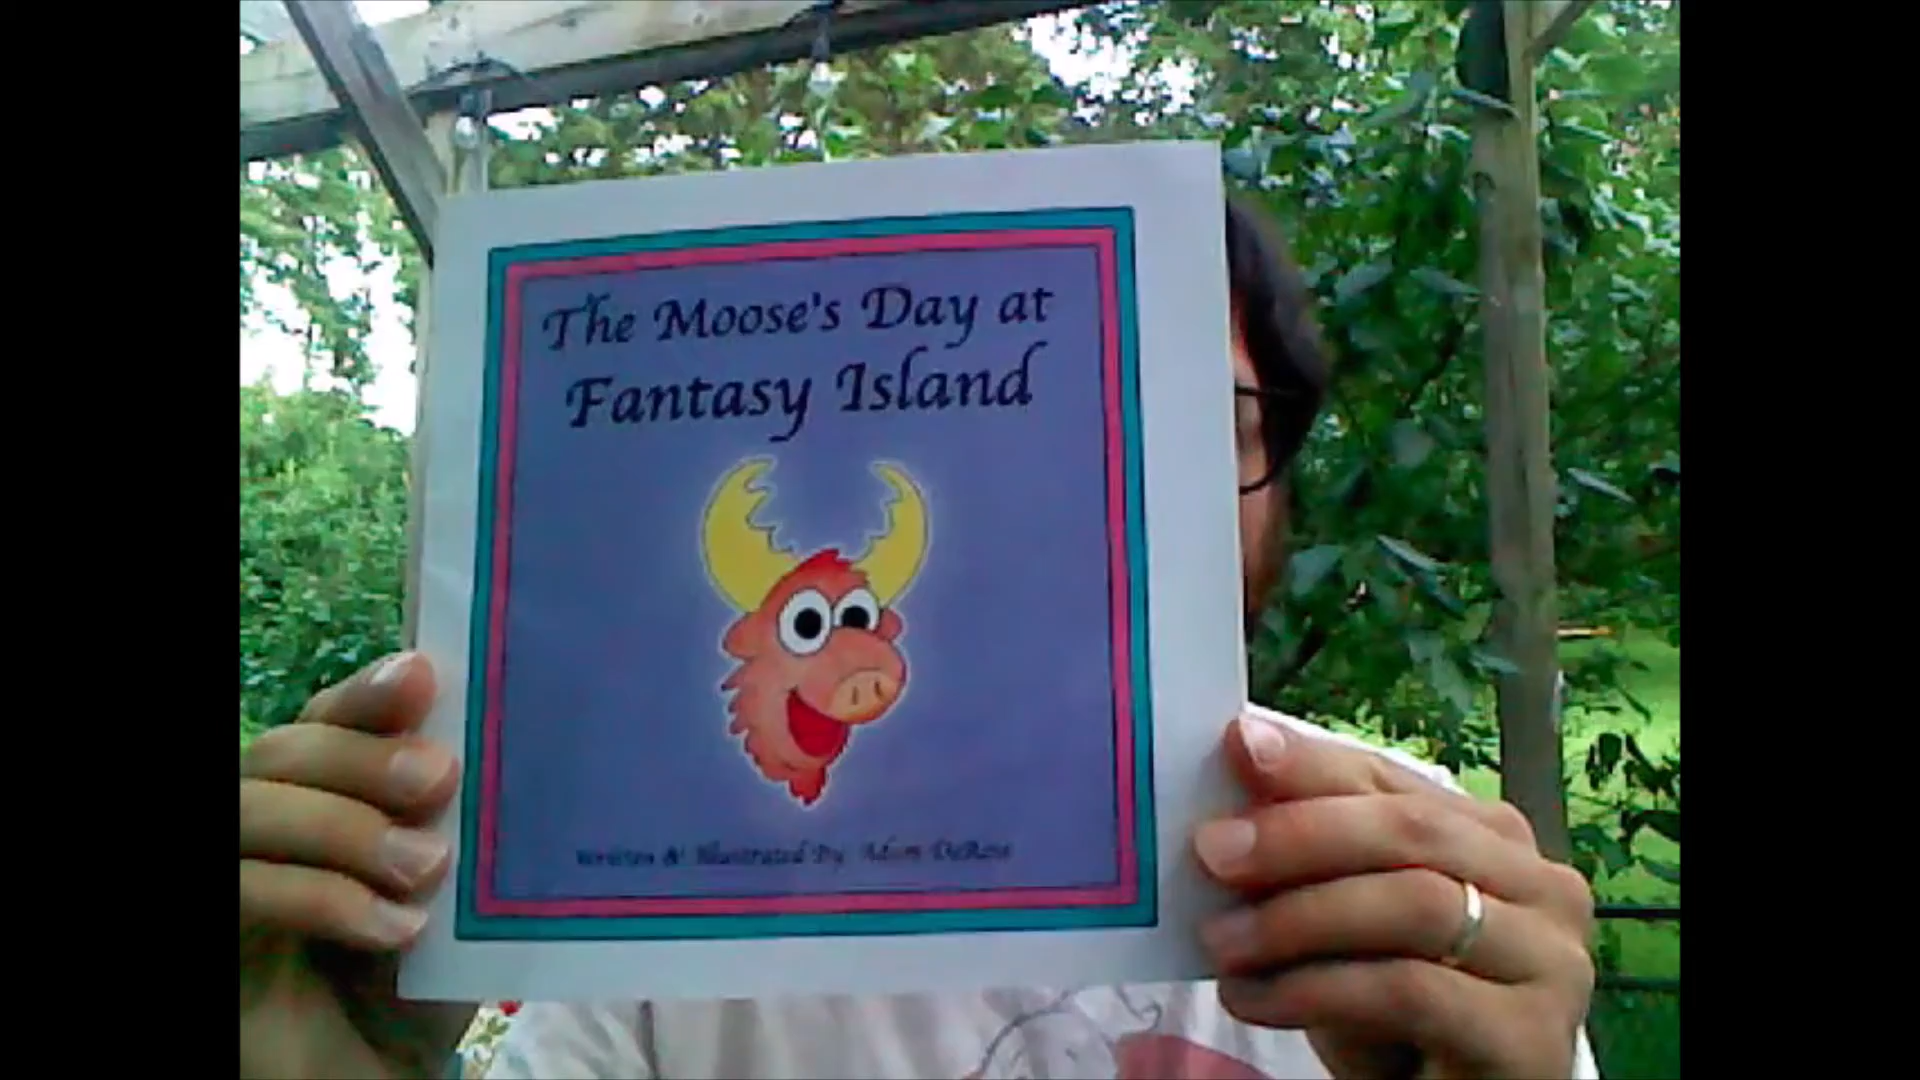 The Moose's Day at
Fantasy Island
Written & Illustrated By Adam DeRose